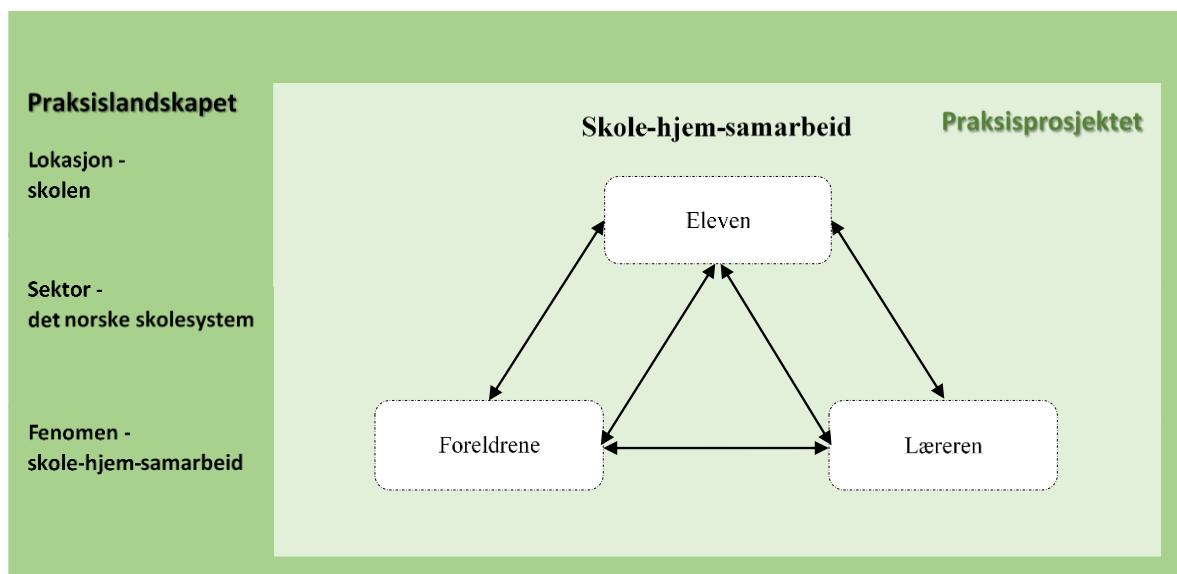 Praksislandskapet
Lokasjon -
skolen
Sektor -
det norske skolesystem
Fenomen -
skole-hjem-samarbeid
Skole-hjem-samarbeid
Praksisprosjektet
Eleven
Foreldrene
Læreren